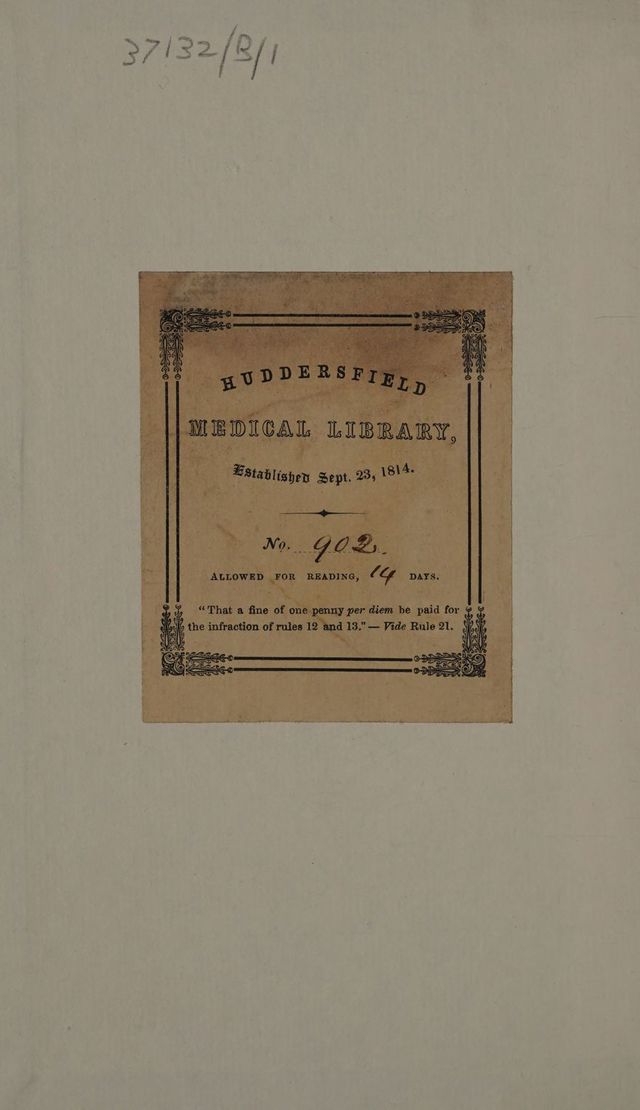 37132/B/1
HUDDERSFIELD
MEDICAL LIBRARY,
Established Sept. 23, 1814.
No. 902.
ALLOWED FOR READING, 14 DAYS.
"That a fine of one penny per diem be paid for
the infraction of rules 12 and 13."— Vide Rule 21.